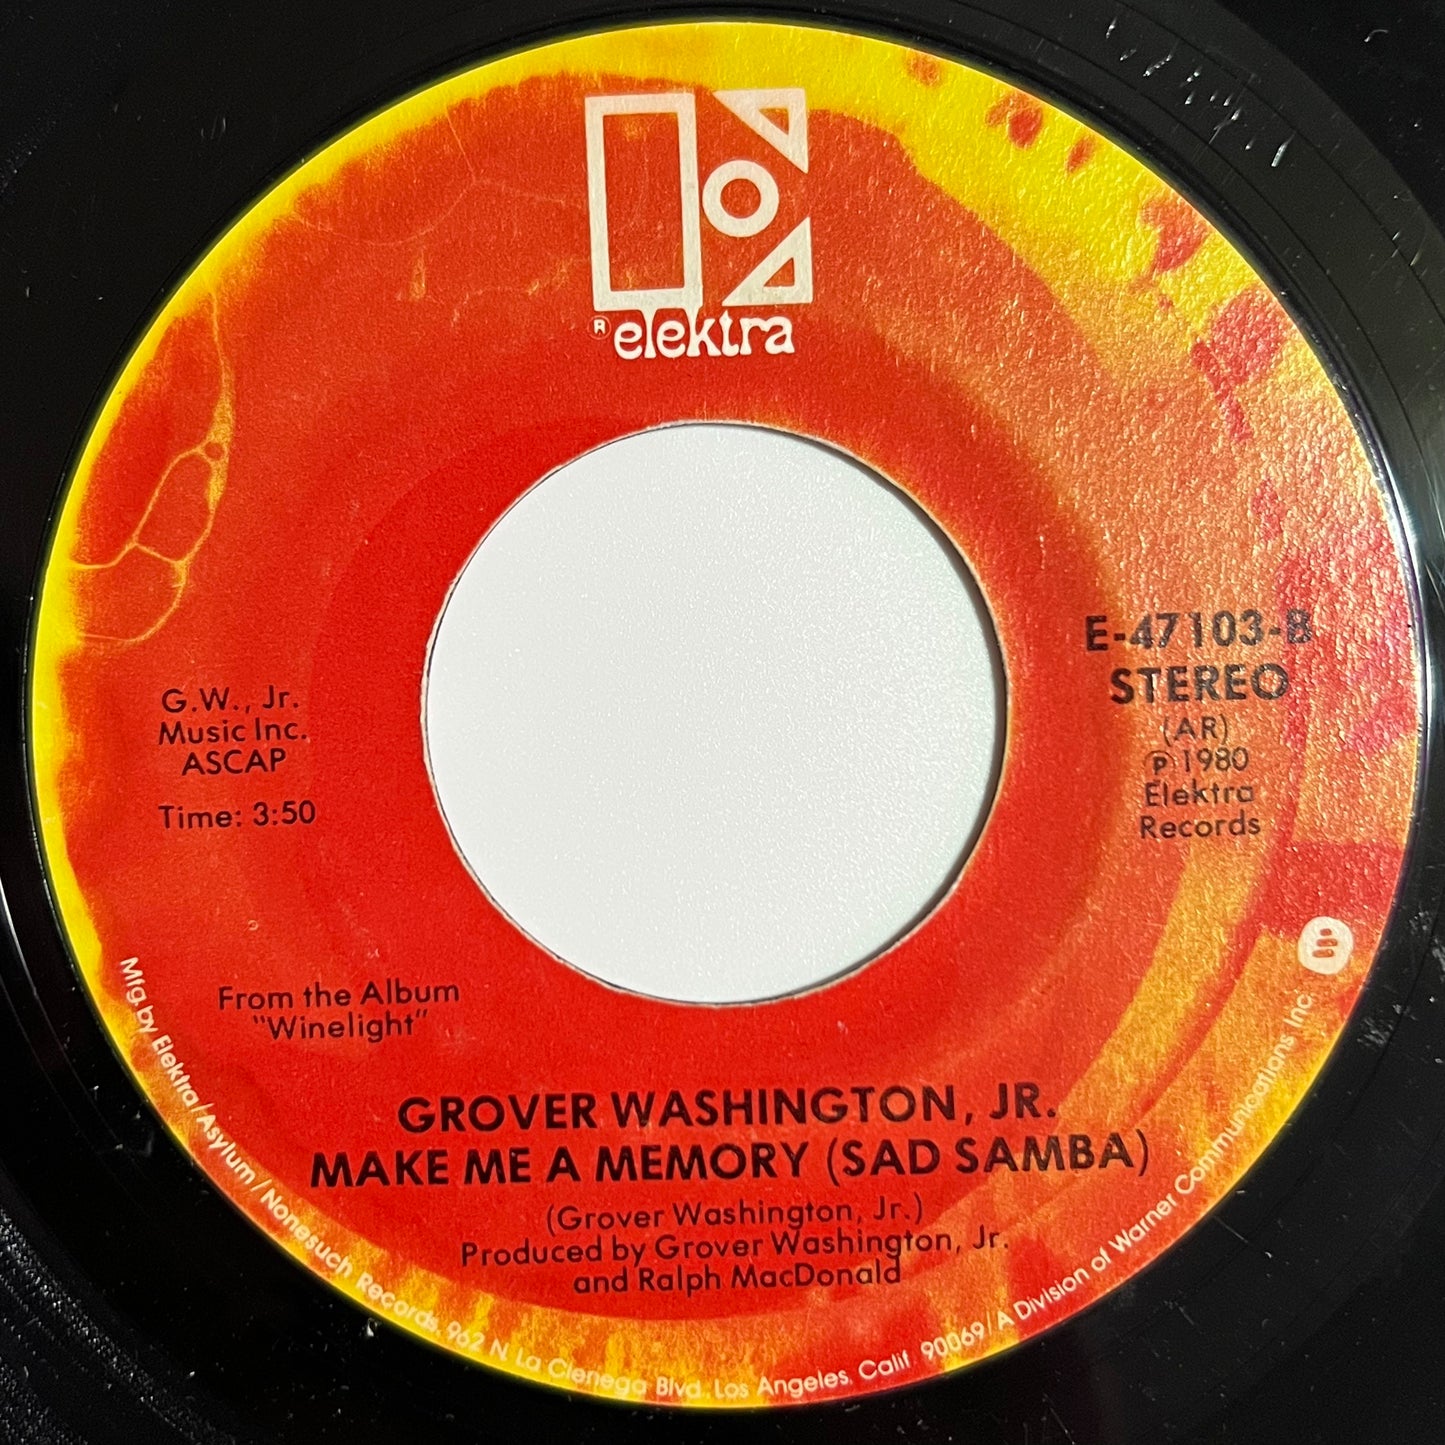 ® elektra
E-47103-B
STEREO
(AR)
℗ 1980
Elektra
Records
G.W., Jr.
Music Inc.
ASCAP
Time: 3:50
From the Album
"Winelight"
GROVER WASHINGTON, JR.
MAKE ME A MEMORY (SAD SAMBA)
(Grover Washington, Jr.)
Produced by Grover Washington, Jr.
and Ralph MacDonald
Mfg. by Elektra/Asylum/Nonesuch Records, 962 N. La Cienega Blvd., Los Angeles, Calif. 90069/A Division of Warner Communications Inc.